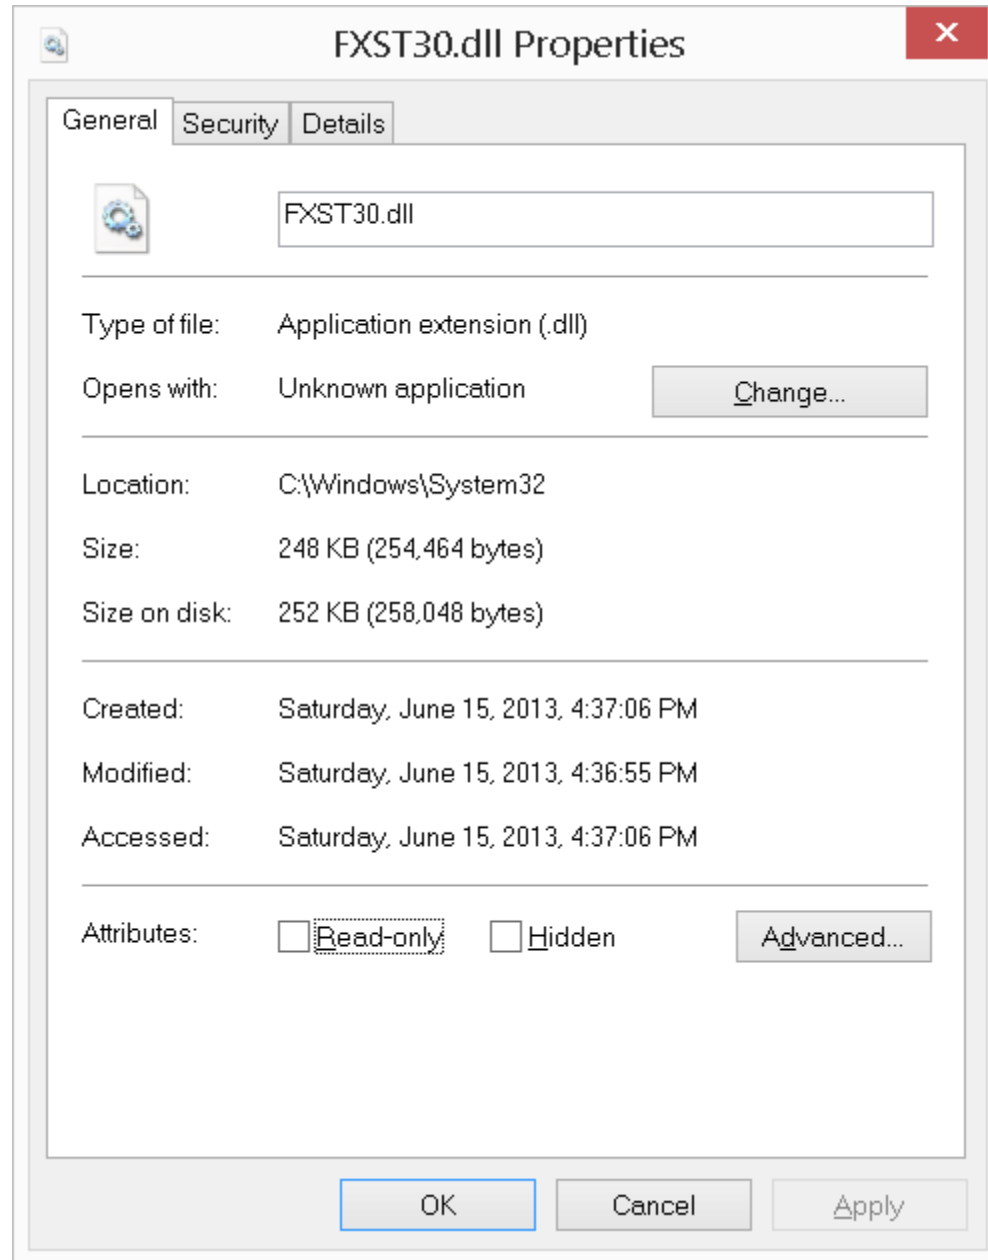 FXST30.dll Properties
General Security Details
FXST30.dll
Type of file: Application extension (.dll)
Opens with: Unknown application Change...
Location: C:\Windows\System32
Size: 248 KB (254,464 bytes)
Size on disk: 252 KB (258,048 bytes)
Created: Saturday, June 15, 2013, 4:37:06 PM
Modified: Saturday, June 15, 2013, 4:36:55 PM
Accessed: Saturday, June 15, 2013, 4:37:06 PM
Attributes: Read-only Hidden Advanced...
OK Cancel Apply